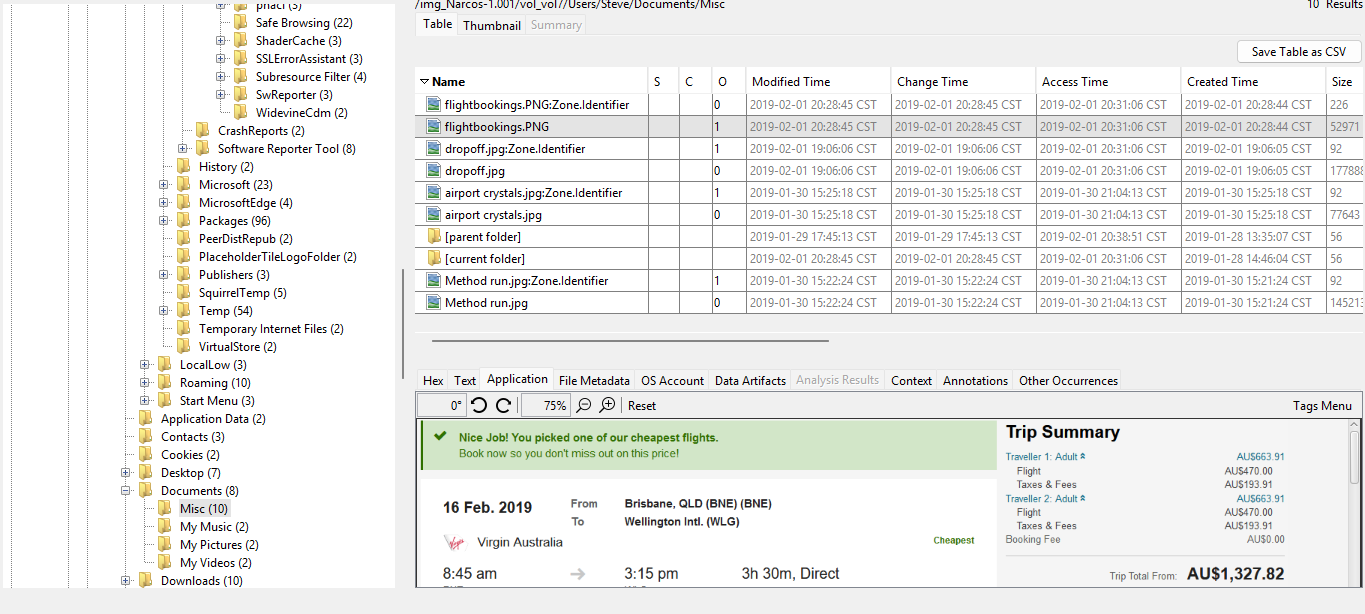 pnacl (3)
Safe Browsing (22)
ShaderCache (3)
SSLErrorAssistant (3)
Subresource Filter (4)
SwReporter (3)
WidevineCdm (2)
CrashReports (2)
Software Reporter Tool (8)
History (2)
Microsoft (23)
MicrosoftEdge (4)
Packages (96)
PeerDistRepub (2)
PlaceholderTileLogoFolder (2)
Publishers (3)
SquirrelTemp (5)
Temp (54)
Temporary Internet Files (2)
VirtualStore (2)
LocalLow (3)
Roaming (10)
Start Menu (3)
Application Data (2)
Contacts (3)
Cookies (2)
Desktop (7)
Documents (8)
Misc (10)
My Music (2)
My Pictures (2)
My Videos (2)
Downloads (10)
/img_Narcos-1.001/vol_vol7/Users/Steve/Documents/Misc
10 Results
Table Thumbnail Summary
Save Table as CSV
Name S C O Modified Time Change Time Access Time Created Time Size
flightbookings.PNG:Zone.Identifier 0 2019-02-01 20:28:45 CST 2019-02-01 20:28:45 CST 2019-02-01 20:31:06 CST 2019-02-01 20:28:44 CST 226
flightbookings.PNG 1 2019-02-01 20:28:45 CST 2019-02-01 20:28:45 CST 2019-02-01 20:31:06 CST 2019-02-01 20:28:44 CST 52971
dropoff.jpg:Zone.Identifier 1 2019-02-01 19:06:06 CST 2019-02-01 19:06:06 CST 2019-02-01 20:31:06 CST 2019-02-01 19:06:05 CST 92
dropoff.jpg 0 2019-02-01 19:06:06 CST 2019-02-01 19:06:06 CST 2019-02-01 20:31:06 CST 2019-02-01 19:06:05 CST 177888
airport crystals.jpg:Zone.Identifier 1 2019-01-30 15:25:18 CST 2019-01-30 15:25:18 CST 2019-01-30 21:04:13 CST 2019-01-30 15:25:18 CST 92
airport crystals.jpg 0 2019-01-30 15:25:18 CST 2019-01-30 15:25:18 CST 2019-01-30 21:04:13 CST 2019-01-30 15:25:18 CST 77643
[parent folder] 2019-01-29 17:45:13 CST 2019-01-29 17:45:13 CST 2019-02-01 20:38:51 CST 2019-01-28 13:35:07 CST 56
[current folder] 2019-02-01 20:28:45 CST 2019-02-01 20:28:45 CST 2019-02-01 20:31:06 CST 2019-01-28 14:46:04 CST 56
Method run.jpg:Zone.Identifier 1 2019-01-30 15:22:24 CST 2019-01-30 15:22:24 CST 2019-01-30 21:04:13 CST 2019-01-30 15:21:24 CST 92
Method run.jpg 0 2019-01-30 15:22:24 CST 2019-01-30 15:22:24 CST 2019-01-30 21:04:13 CST 2019-01-30 15:21:24 CST 145213
Hex Text Application File Metadata OS Account Data Artifacts Analysis Results Context Annotations Other Occurrences
0° 75% Reset Tags Menu
Nice Job! You picked one of our cheapest flights.
Book now so you don't miss out on this price!
16 Feb. 2019 From Brisbane, QLD (BNE) (BNE)
To Wellington Intl. (WLG)
Virgin Australia Cheapest
8:45 am 3:15 pm 3h 30m, Direct
Trip Summary
Traveller 1: Adult AU$663.91
Flight AU$470.00
Taxes & Fees AU$193.91
Traveller 2: Adult AU$663.91
Flight AU$470.00
Taxes & Fees AU$193.91
Booking Fee AU$0.00
Trip Total From: AU$1,327.82